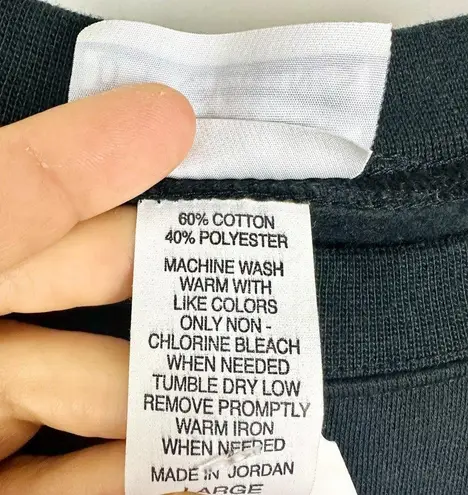 60% COTTON
40% POLYESTER
MACHINE WASH
WARM WITH
LIKE COLORS
ONLY NON -
CHLORINE BLEACH
WHEN NEEDED
TUMBLE DRY LOW
REMOVE PROMPTLY
WARM IRON
WHEN NEEDED
MADE IN JORDAN
LARGE